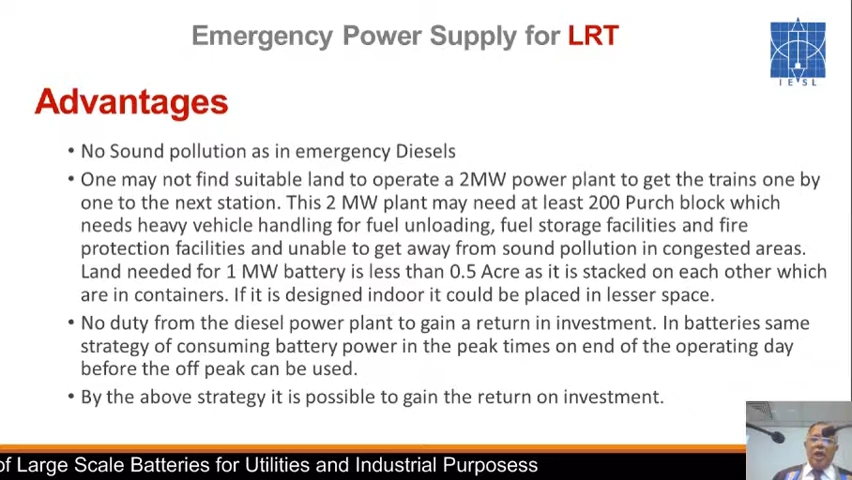 Emergency Power Supply for LRT
I E S L
Advantages
• No Sound pollution as in emergency Diesels
• One may not find suitable land to operate a 2MW power plant to get the trains one by
one to the next station. This 2 MW plant may need at least 200 Purch block which
needs heavy vehicle handling for fuel unloading, fuel storage facilities and fire
protection facilities and unable to get away from sound pollution in congested areas.
Land needed for 1 MW battery is less than 0.5 Acre as it is stacked on each other which
are in containers. If it is designed indoor it could be placed in lesser space.
• No duty from the diesel power plant to gain a return in investment. In batteries same
strategy of consuming battery power in the peak times on end of the operating day
before the off peak can be used.
• By the above strategy it is possible to gain the return on investment.
of Large Scale Batteries for Utilities and Industrial Purposess